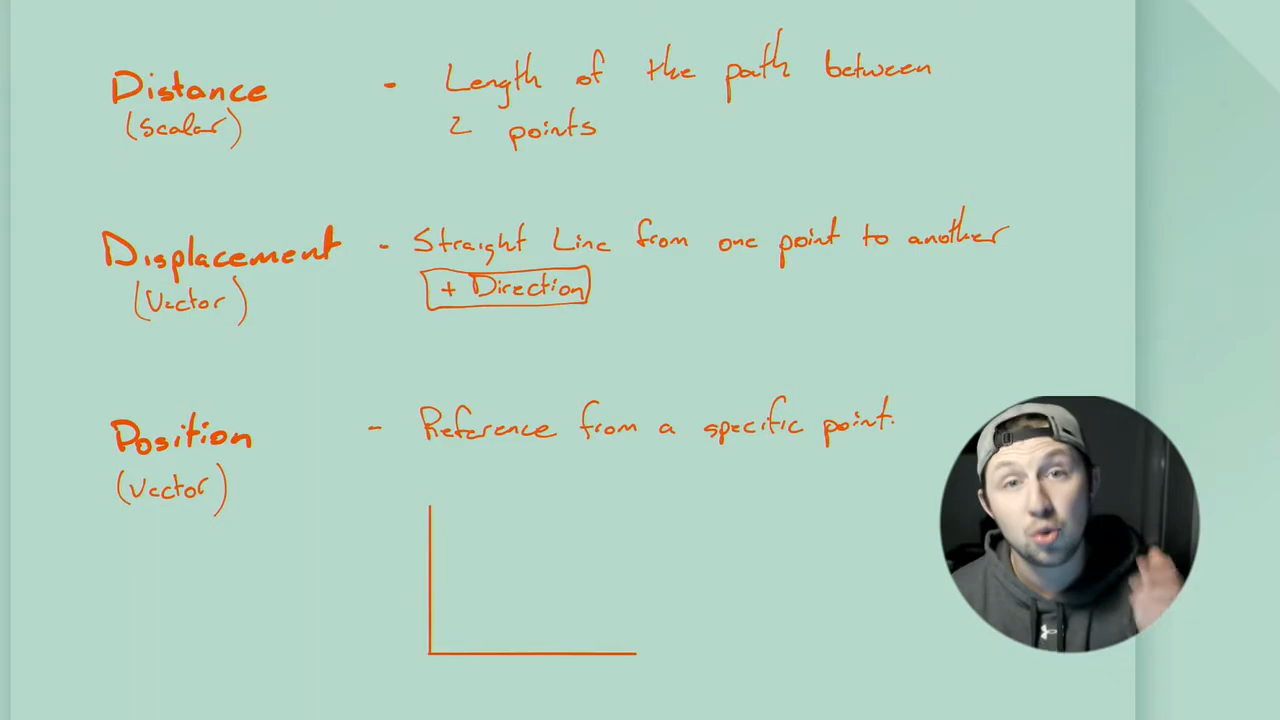 Distance - Length of the path between
(Scalar) 2 points
Displacement - Straight Line from one point to another
(Vector) + Direction
Position - Reference from a specific point.
(Vector)